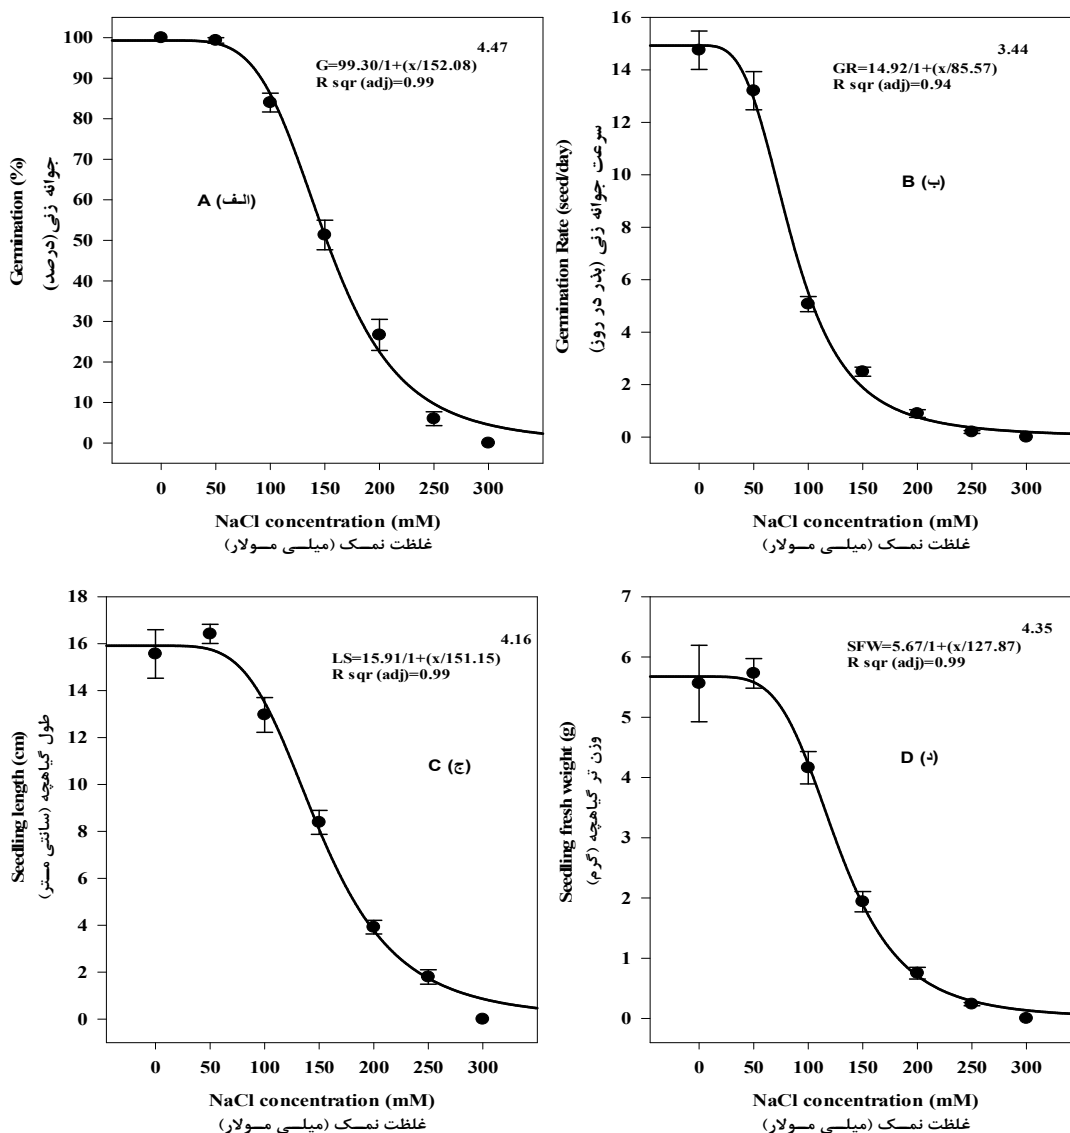 4.47
G=99.30/1+(x/152.08)
R sqr (adj)=0.99
A (الف)
Germination (%)
جوانه زنی (درصد)
100
90
80
70
60
50
40
30
20
10
0
0 50 100 150 200 250 300
NaCl concentration (mM)
غلظت نمک (میلی مولار)
3.44
GR=14.92/1+(x/85.57)
R sqr (adj)=0.94
B (ب)
Germination Rate (seed/day)
سرعت جوانه زنی (بذر در روز)
16
14
12
10
8
6
4
2
0
0 50 100 150 200 250 300
NaCl concentration (mM)
غلظت نمک (میلی مولار)
4.16
LS=15.91/1+(x/151.15)
R sqr (adj)=0.99
C (ج)
Seedling length (cm)
طول گیاهچه (سانتی متر)
18
16
14
12
10
8
6
4
2
0
0 50 100 150 200 250 300
NaCl concentration (mM)
غلظت نمک (میلی مولار)
4.35
SFW=5.67/1+(x/127.87)
R sqr (adj)=0.99
D (د)
Seedling fresh weight (g)
وزن تر گیاهچه (گرم)
7
6
5
4
3
2
1
0
0 50 100 150 200 250 300
NaCl concentration (mM)
غلظت نمک (میلی مولار)